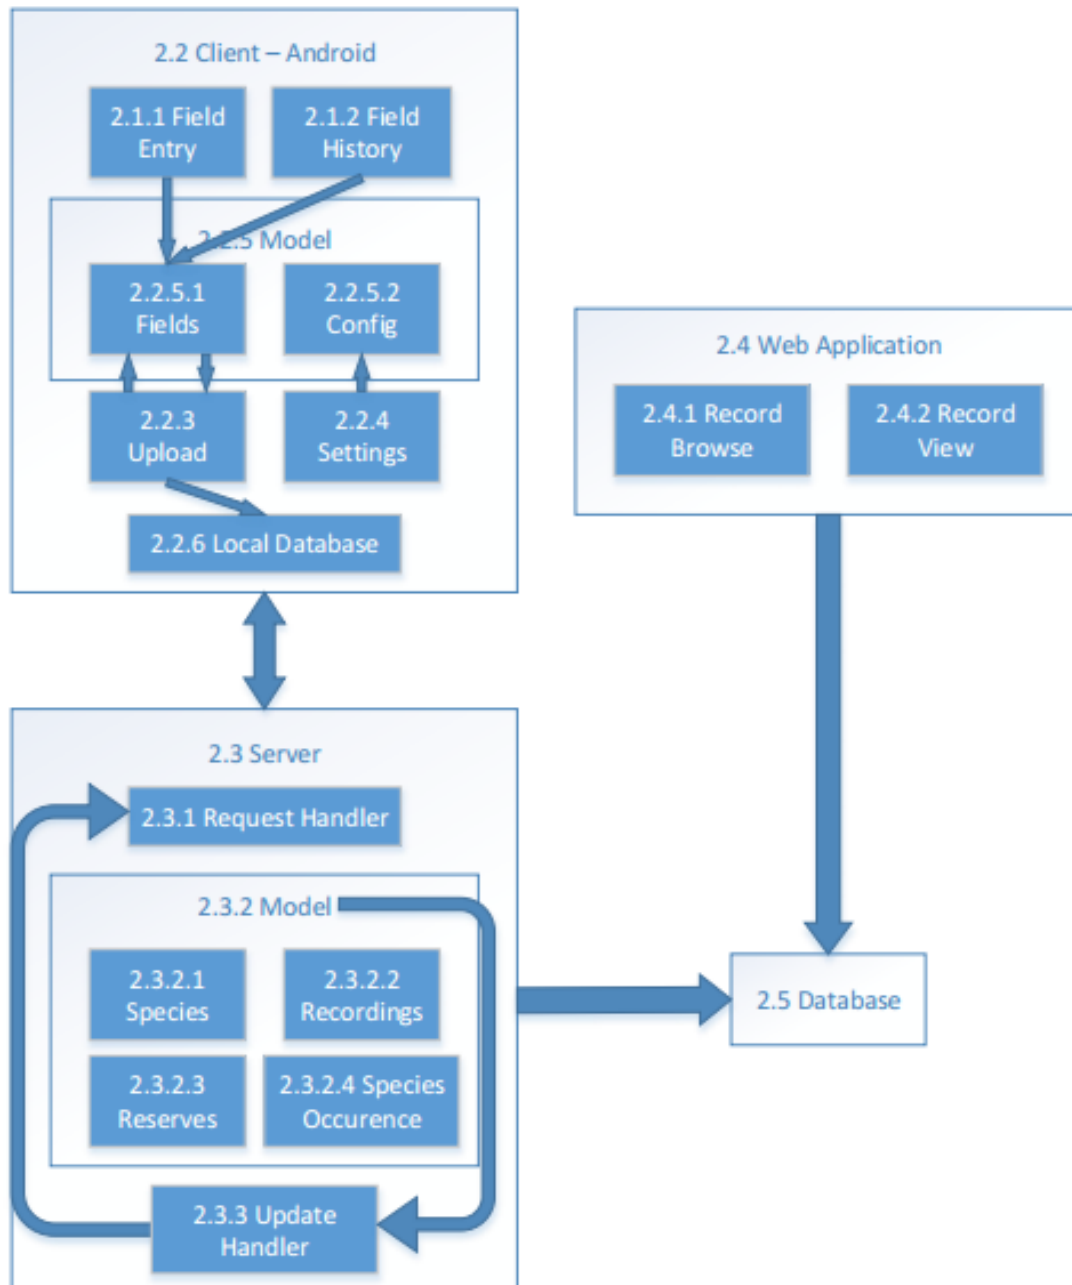 2.2 Client – Android
2.1.1 Field
Entry
2.1.2 Field
History
2.2.5 Model
2.2.5.1
Fields
2.2.5.2
Config
2.2.3
Upload
2.2.4
Settings
2.2.6 Local Database
2.4 Web Application
2.4.1 Record
Browse
2.4.2 Record
View
2.3 Server
2.3.1 Request Handler
2.3.2 Model
2.3.2.1
Species
2.3.2.2
Recordings
2.3.2.3
Reserves
2.3.2.4 Species
Occurence
2.3.3 Update
Handler
2.5 Database